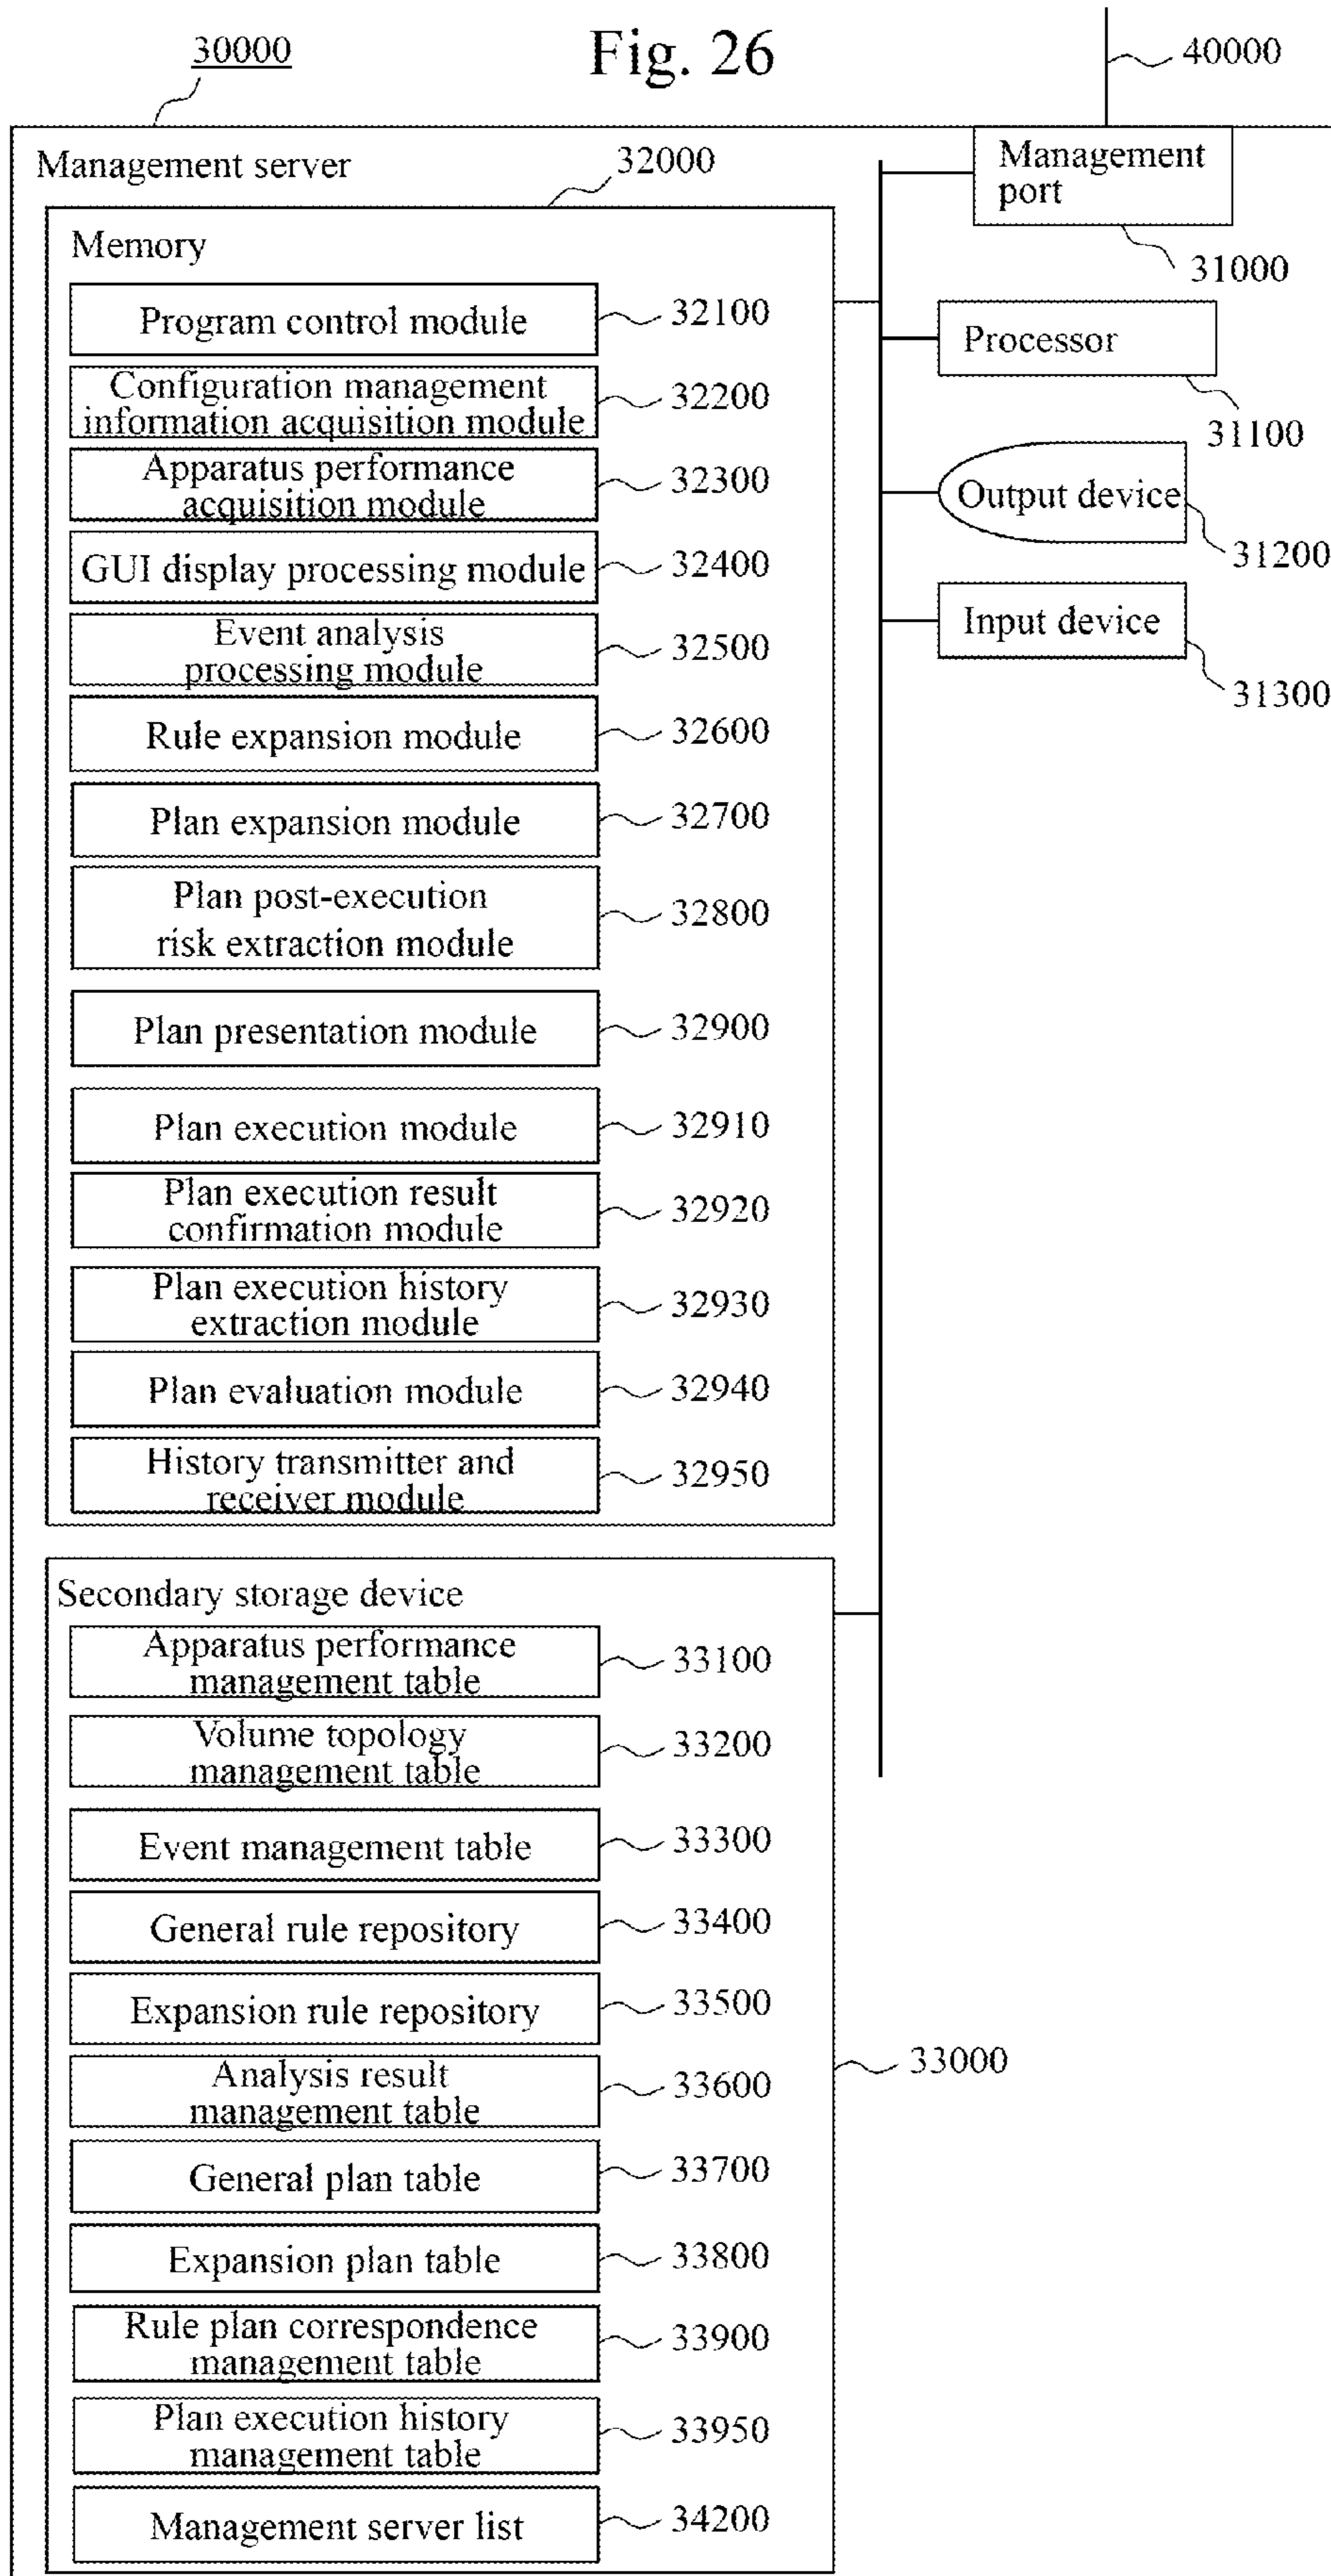 Fig. 26
30000
40000
Management server
32000
Management
port
31000
Memory
Program control module
32100
Processor
31100
Configuration management
information acquisition module
32200
Apparatus performance
acquisition module
32300
Output device
31200
GUI display processing module
32400
Event analysis
processing module
32500
Input device
31300
Rule expansion module
32600
Plan expansion module
32700
Plan post-execution
risk extraction module
32800
Plan presentation module
32900
Plan execution module
32910
Plan execution result
confirmation module
32920
Plan execution history
extraction module
32930
Plan evaluation module
32940
History transmitter and
receiver module
32950
Secondary storage device
Apparatus performance
management table
33100
Volume topology
management table
33200
Event management table
33300
General rule repository
33400
Expansion rule repository
33500
33000
Analysis result
management table
33600
General plan table
33700
Expansion plan table
33800
Rule plan correspondence
management table
33900
Plan execution history
management table
33950
Management server list
34200